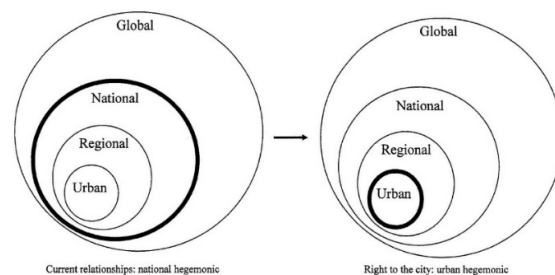 Global
National
Regional
Urban
Current relationships: national hegemonic
Global
National
Regional
Urban
Right to the city: urban hegemonic